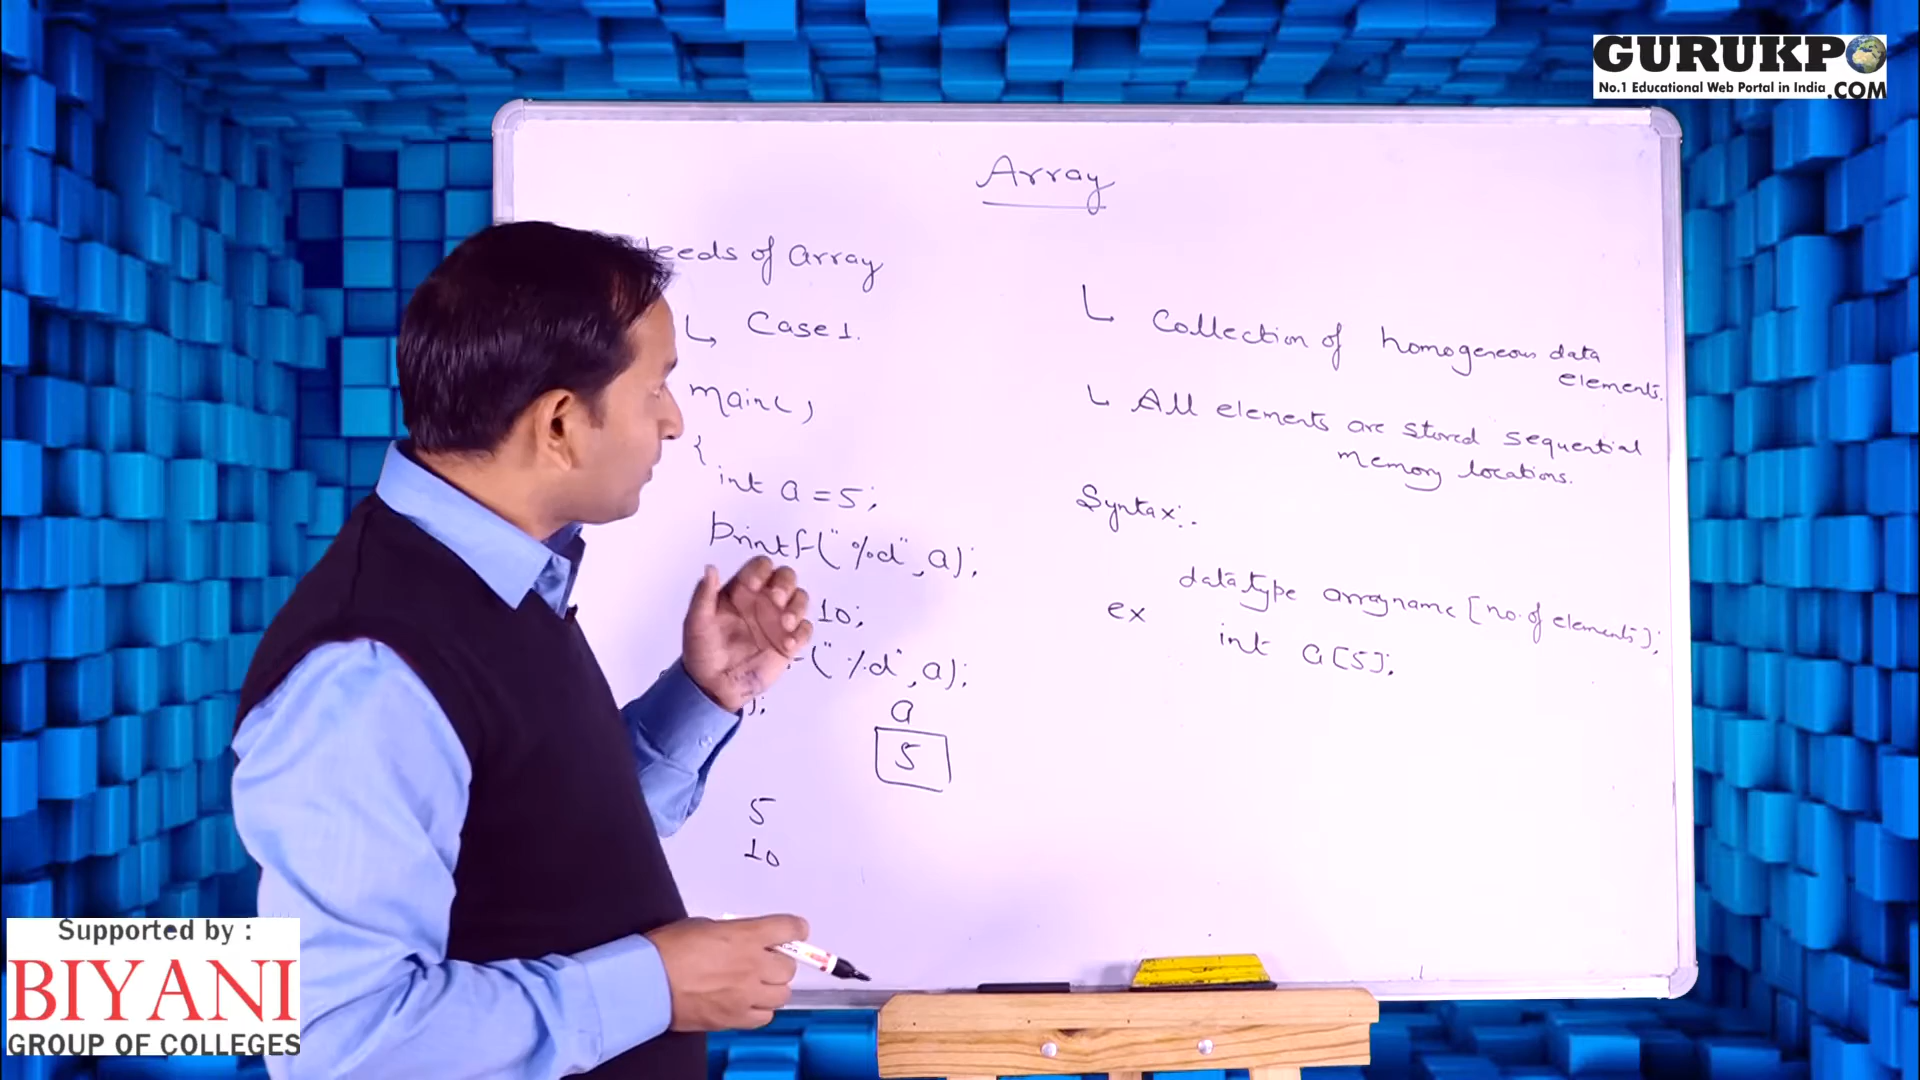 GURUKPO
No.1 Educational Web Portal in India .COM
Array
eeds of array
Case 1.
main()
{
int a = 5;
printf("%d", a);
10;
("%d", a);
);
a
5
5
10
Collection of homogeneous data
elements.
All elements are stored sequential
memory locations.
Syntax:-
datatype arrayname [no. of elements];
ex int a[5];
Supported by :
BIYANI
GROUP OF COLLEGES